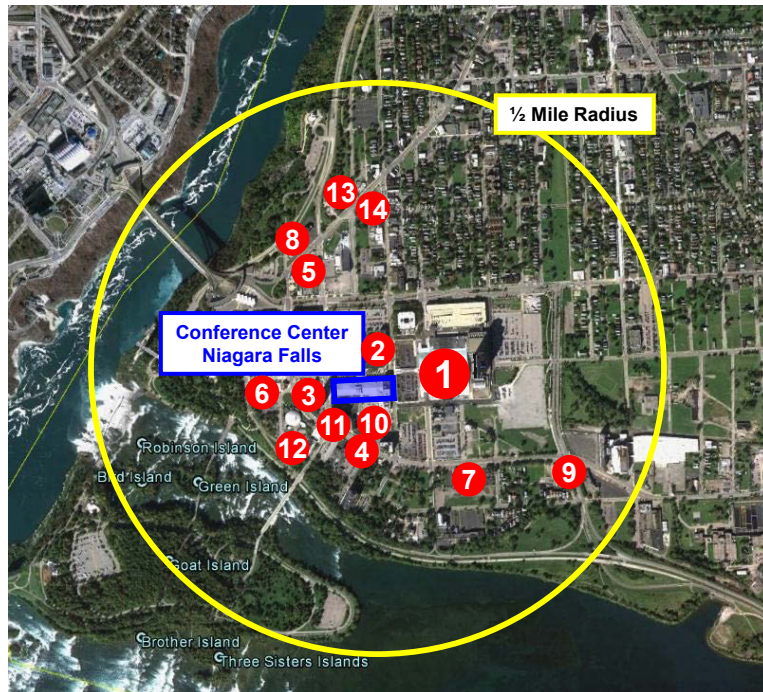 ½ Mile Radius
13
14
8
5
Conference Center
Niagara Falls
2
1
6
3
11
10
12
4
Robinson Island
Bird Island
Green Island
7
9
Goat Island
Brother Island
Three Sisters Islands